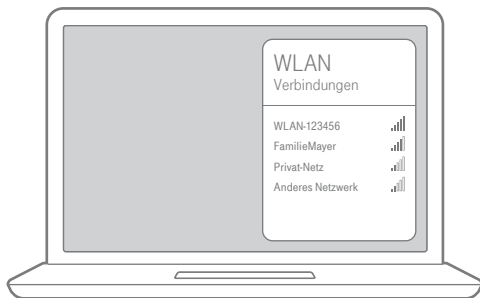 WLAN
Verbindungen
WLAN-123456
FamilieMayer
Privat-Netz
Anderes Netzwerk